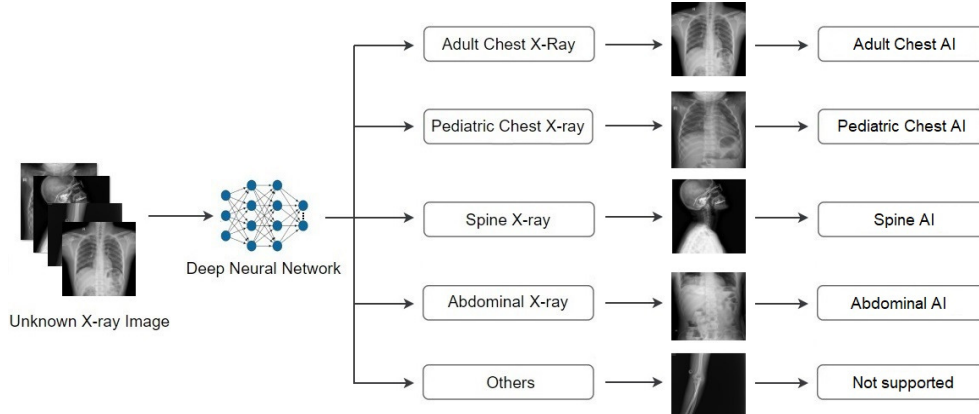 Adult Chest X-Ray
Adult Chest AI
Pediatric Chest X-ray
Pediatric Chest AI
Spine X-ray
Spine AI
Deep Neural Network
Abdominal X-ray
Abdominal AI
Unknown X-ray Image
Others
Not supported